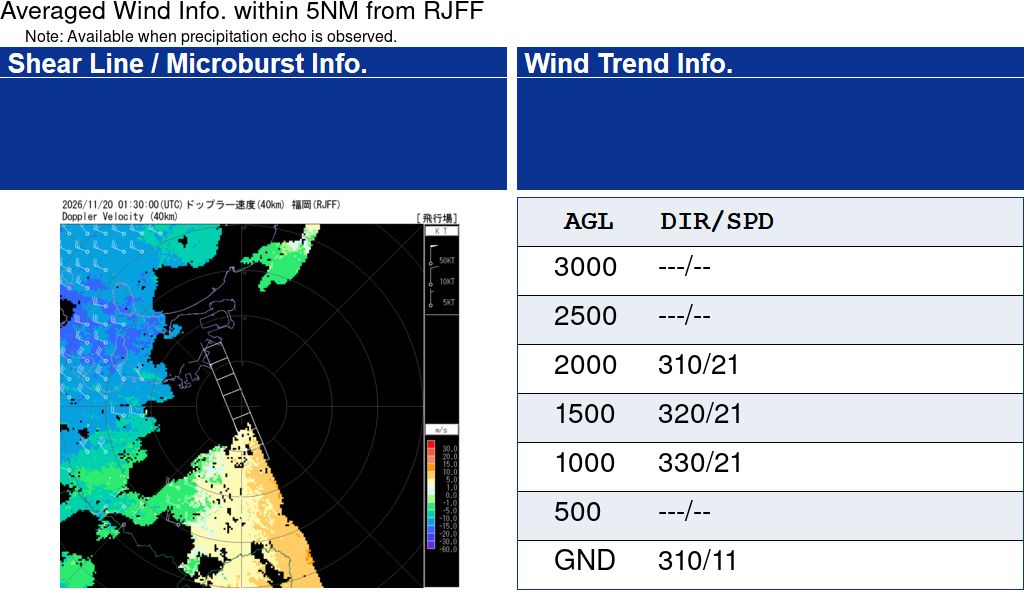 Averaged Wind Info. within 5NM from RJFF
Note: Available when precipitation echo is observed.
Shear Line / Microburst Info.
Wind Trend Info.
2026/11/20 01:30:00(UTC) ドップラー速度(40km) 福岡(RJFF)
Doppler Velocity (40km)
[飛行場]
K T
50KT
10KT
5KT
m/s
30.0
20.0
15.0
10.0
5.0
1.0
0.0
-1.0
-5.0
-10.0
-15.0
-20.0
-30.0
-60.0
AGL DIR/SPD
3000 ---/--
2500 ---/--
2000 310/21
1500 320/21
1000 330/21
500 ---/--
GND 310/11